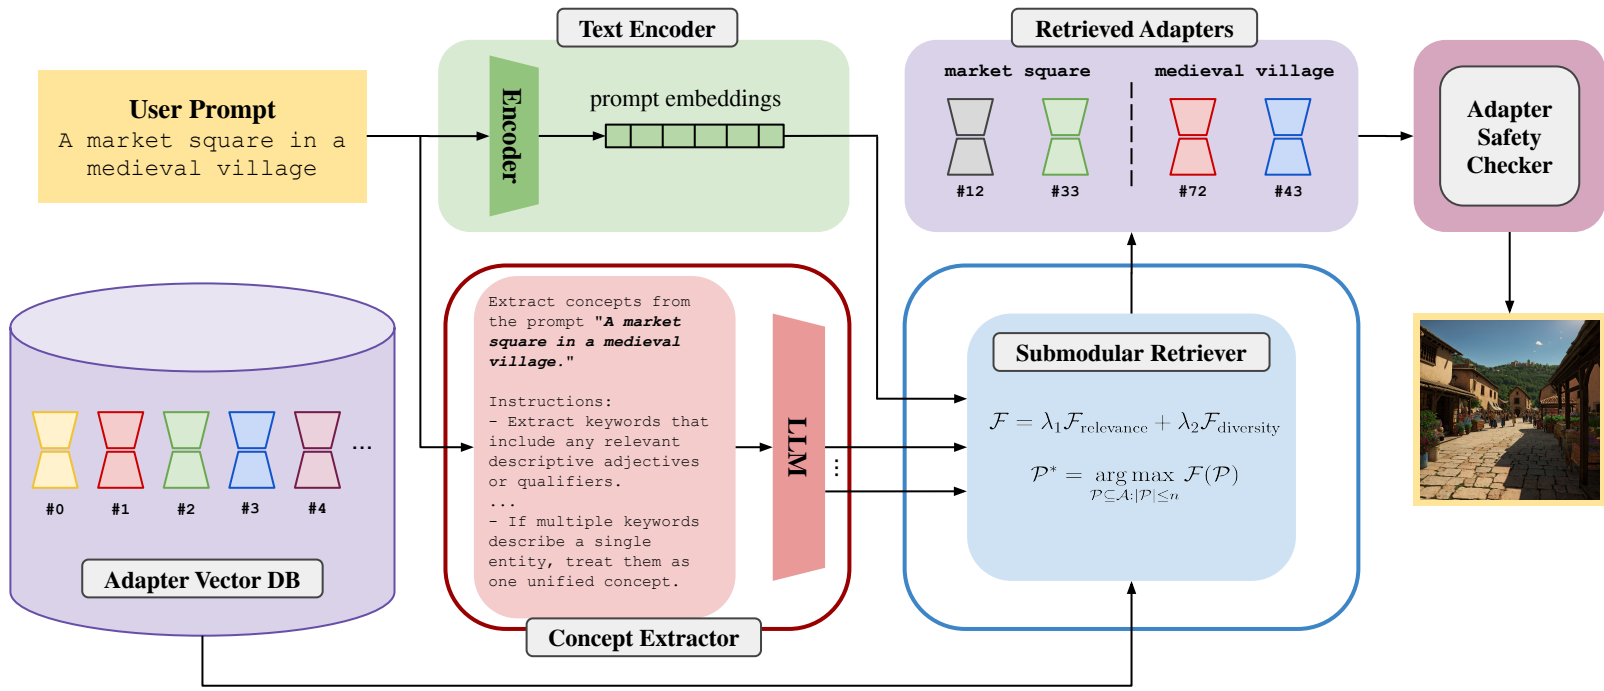 User Prompt
A market square in a
medieval village
Text Encoder
Encoder
prompt embeddings
Retrieved Adapters
market square
medieval village
#12
#33
#72
#43
Adapter
Safety
Checker
#0
#1
#2
#3
#4
...
Adapter Vector DB
Extract concepts from
the prompt "A market
square in a medieval
village."
Instructions:
- Extract keywords that
include any relevant
descriptive adjectives
or qualifiers.
...
- If multiple keywords
describe a single
entity, treat them as
one unified concept.
LLM
...
Concept Extractor
Submodular Retriever
ℱ = λ₁ℱ_relevance + λ₂ℱ_diversity
𝒫* = arg max ℱ(𝒫)
𝒫⊆𝒜:|𝒫|≤n